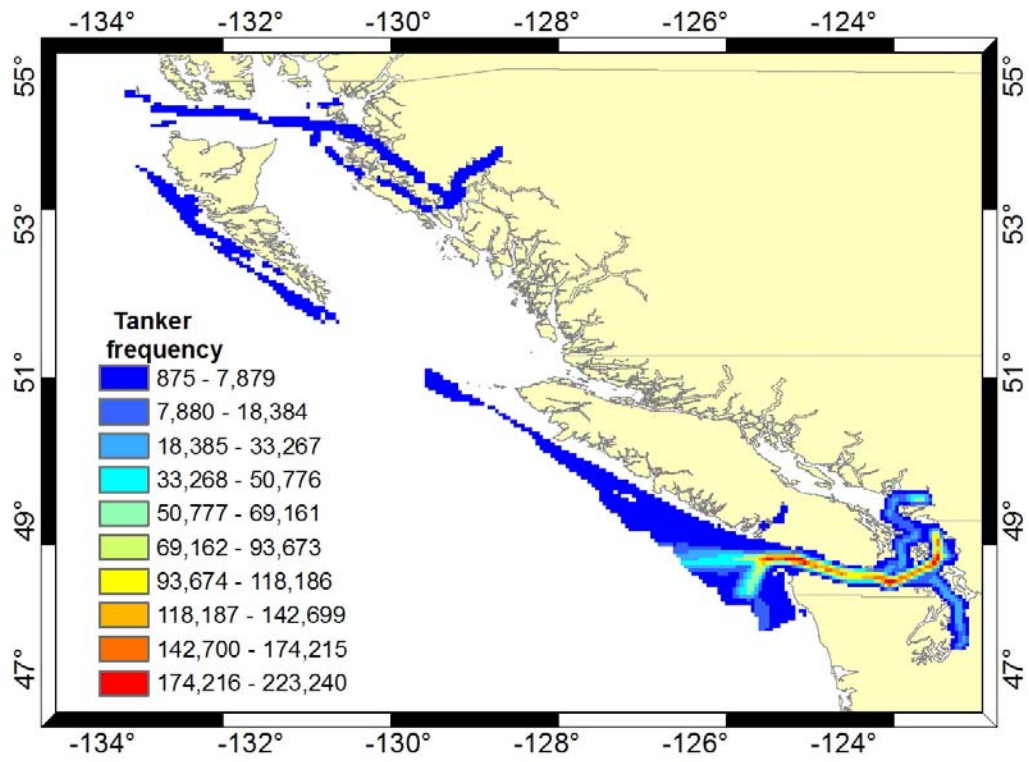 -134° -132° -130° -128° -126° -124°
55° 55°
53° 53°
Tanker
frequency
875 - 7,879
51° 51°
7,880 - 18,384
18,385 - 33,267
33,268 - 50,776
50,777 - 69,161
49° 49°
69,162 - 93,673
93,674 - 118,186
118,187 - 142,699
142,700 - 174,215
47° 47°
174,216 - 223,240
-134° -132° -130° -128° -126° -124°